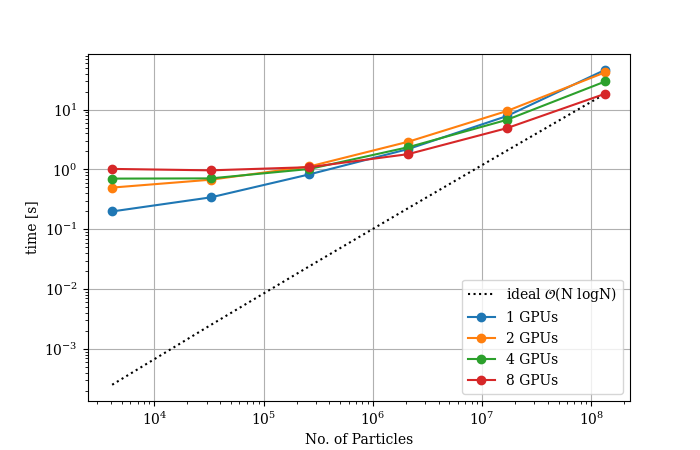 time [s]
10¹
10⁰
10⁻¹
10⁻²
10⁻³
10⁴
10⁵
10⁶
10⁷
10⁸
No. of Particles
ideal 𝒪(N logN)
1 GPUs
2 GPUs
4 GPUs
8 GPUs